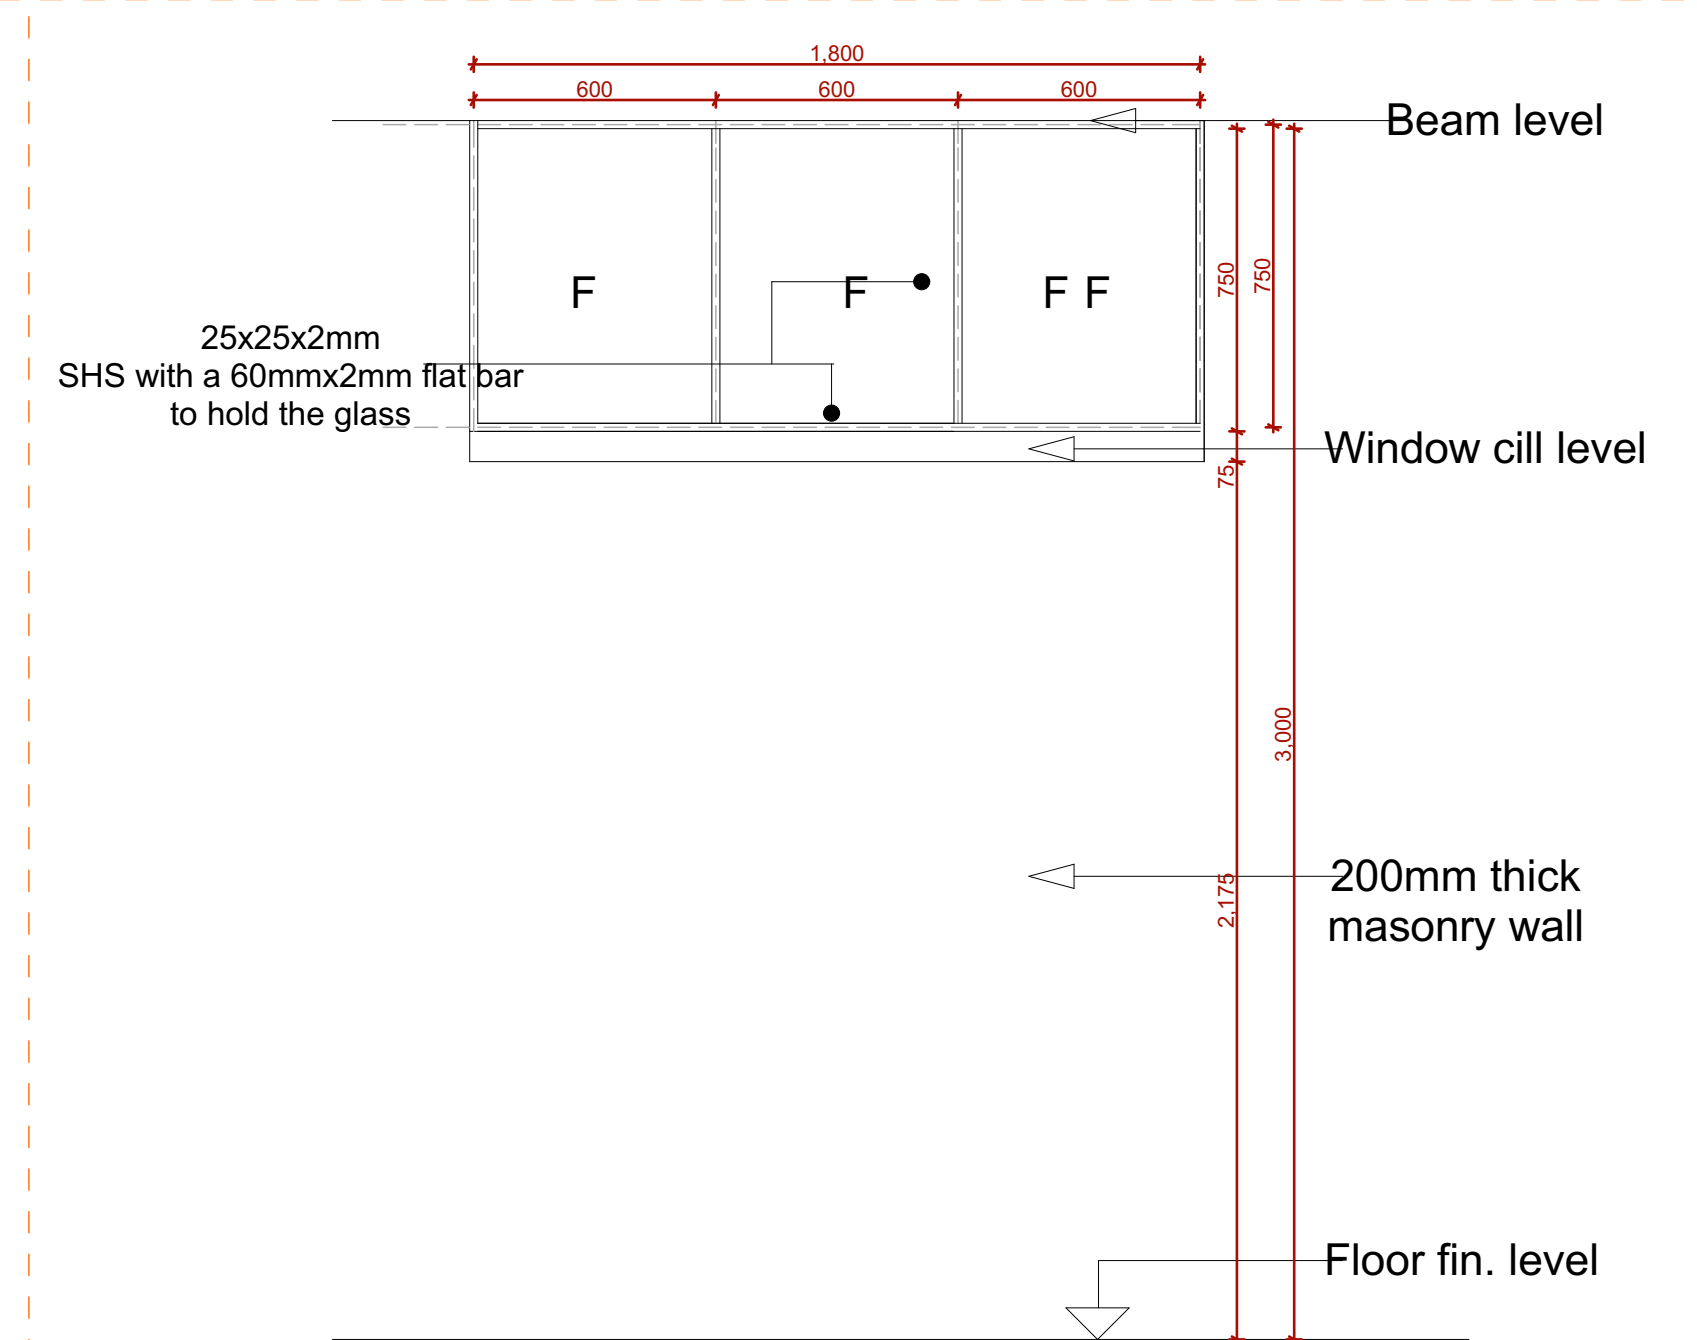 1,800
600 600 600
Beam level
F F F F
750 750
25x25x2mm
SHS with a 60mmx2mm flat bar
to hold the glass
Window cill level
75
3,000
2,175
200mm thick
masonry wall
Floor fin. level